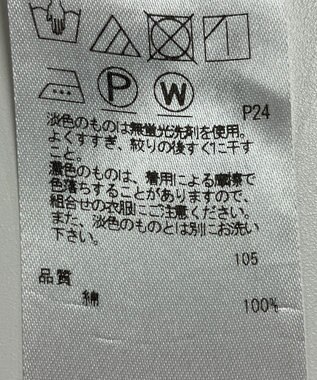 P
W
P24
淡色のものは無蛍光洗剤を使用。
よくすすぎ、絞りの後すぐに干す
こと。
濃色のものは、着用による摩擦で
色落ちすることがありますので、
組合せの衣服にご注意ください。
また、淡色のものとは別にお洗い
下さい。
105
品質
綿 100%